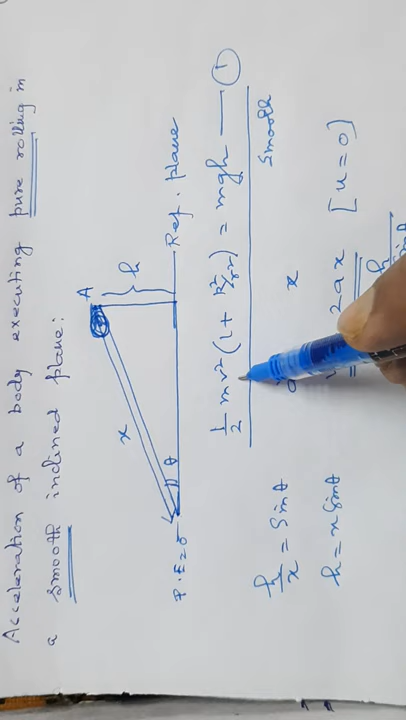 Acceleration of a body executing pure rolling in
a smooth inclined plane:
A
h
x
θ
P.E=0
Ref. plane
1/2 mv²(1 + k²/r²) = mgh — ①
Smooth
h/x = Sinθ
x
h = x Sinθ
2ax [u=0]
h